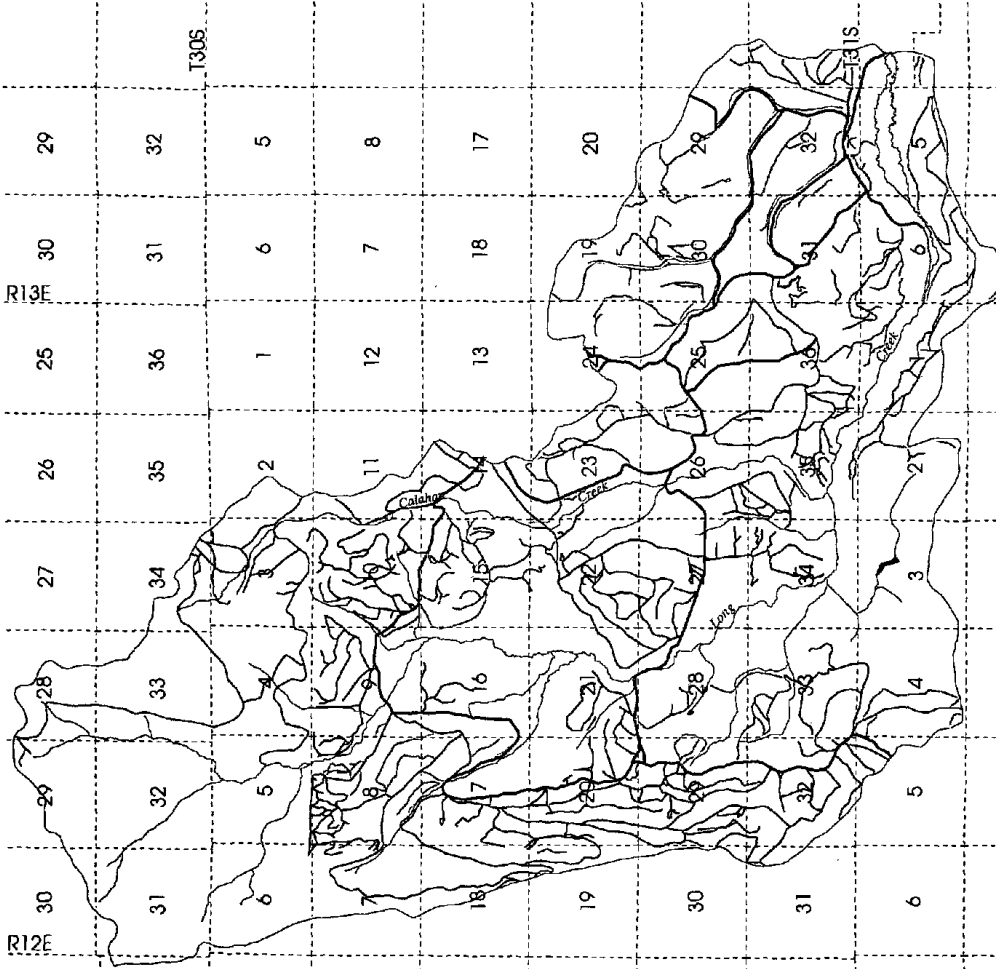 T30S T31S
29 32 5 8 17 20 29 32 5
30 31 6 7 18 19 30 31 6
R13E
25 36 1 12 13 24 25 36 1
Creek
26 35 2 11 14 23 26 35 2
Calahan Creek
27 34 3 10 15 22 27 34 3
Long
28 33 4 9 16 21 28 33 4
29 32 5 8 17 20 29 32 5
30 31 6 7 18 19 30 31 6
R12E